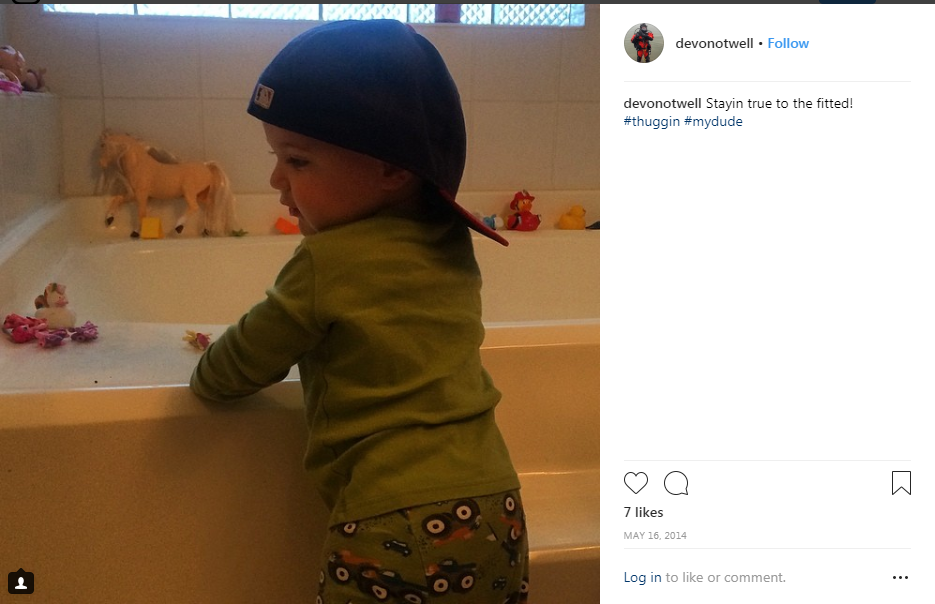 devonotwell • Follow
devonotwell Stayin true to the fitted!
#thuggin #mydude
7 likes
MAY 16, 2014
Log in to like or comment.